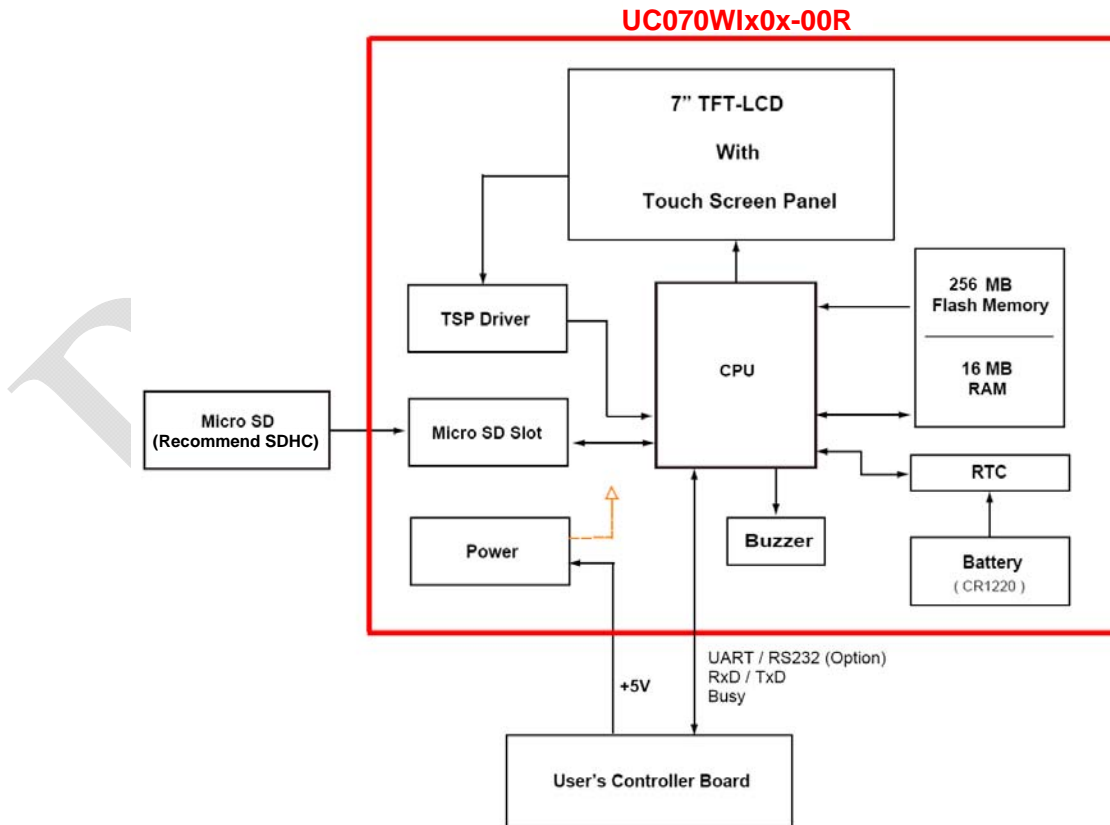 UC070WIx0x-00R
7” TFT-LCD
With
Touch Screen Panel
TSP Driver
256 MB
Flash Memory
16 MB
RAM
CPU
Micro SD
(Recommend SDHC)
Micro SD Slot
RTC
Power
Buzzer
Battery
( CR1220 )
+5V
UART / RS232 (Option)
RxD / TxD
Busy
User's Controller Board